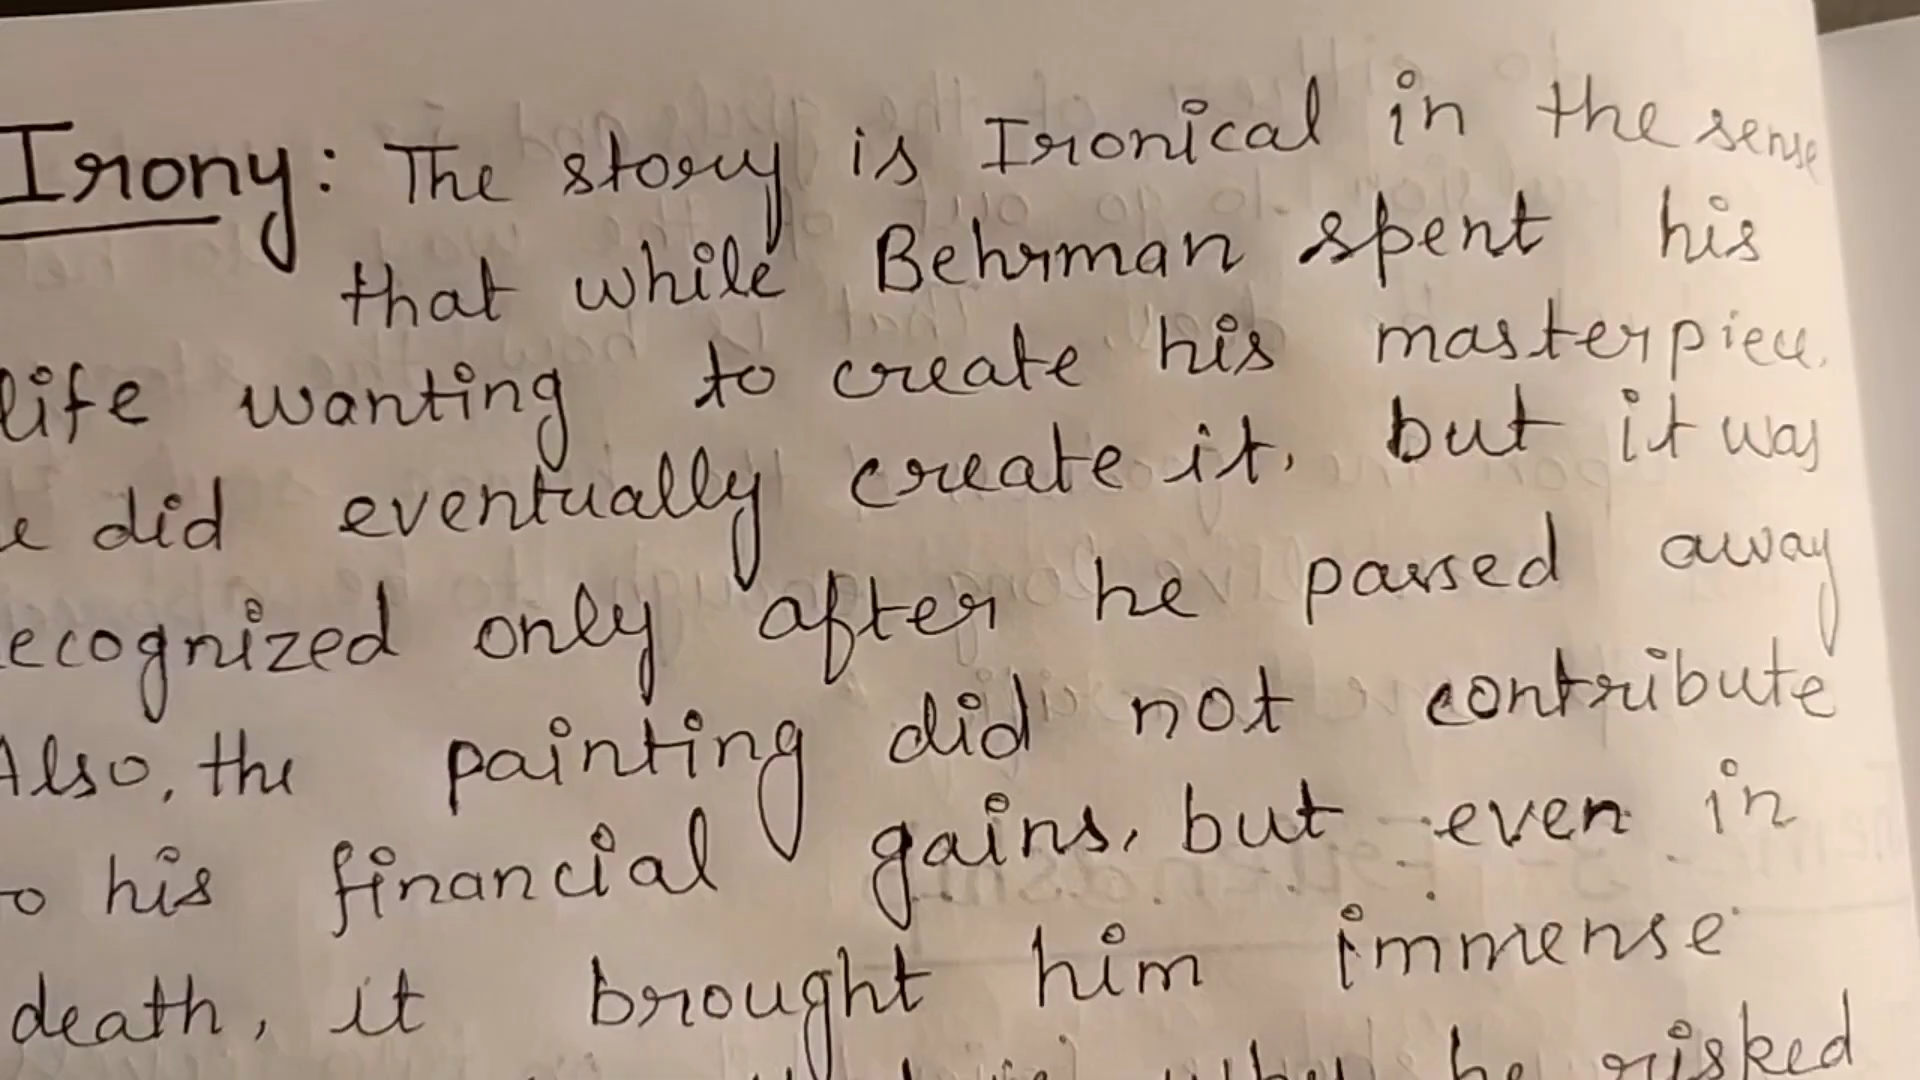 Irony: The story is Ironical in the sense
that while Behrman spent his
life wanting to create his masterpiece.
e did eventually create it, but it was
ecognized only after he passed away
Also, the painting did not contribute
o his financial gains, but even in
death, it brought him immense
he risked